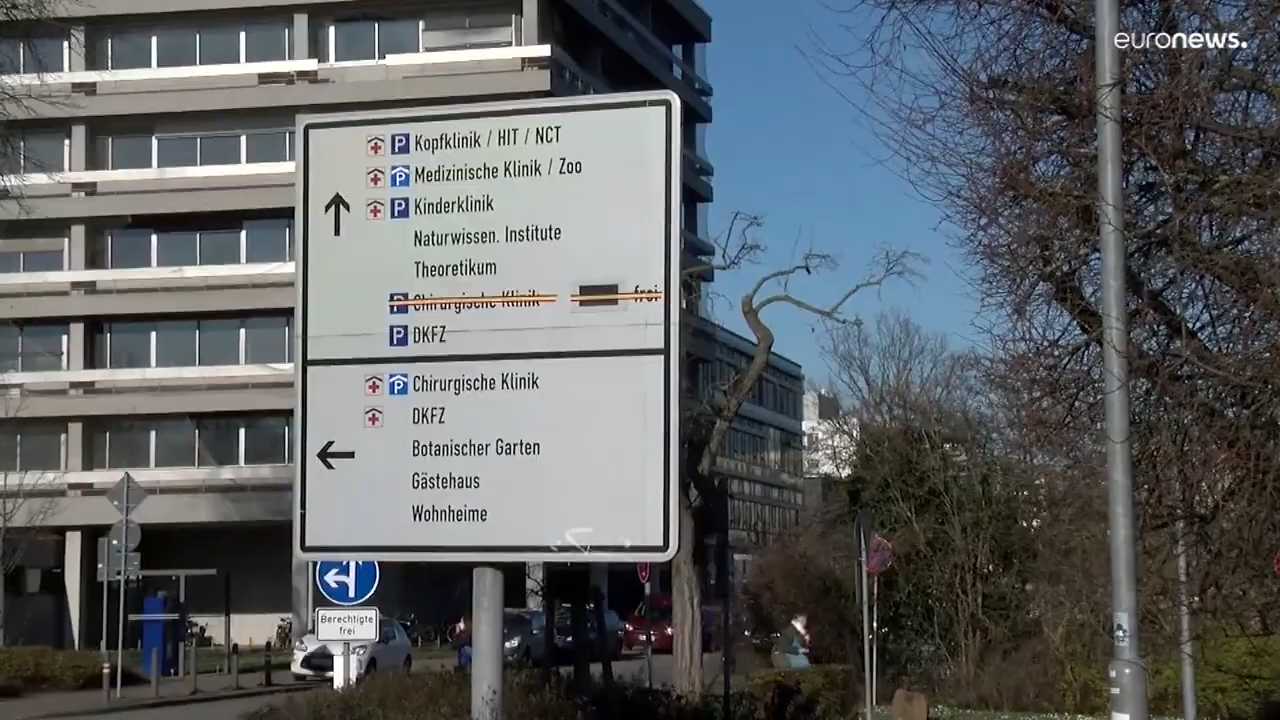 euronews.
P Kopfklinik / HIT / NCT
P Medizinische Klinik / Zoo
P Kinderklinik
Naturwissen. Institute
Theoretikum
P Chirurgische Klinik frei
P DKFZ
P Chirurgische Klinik
DKFZ
Botanischer Garten
Gästehaus
Wohnheime
Berechtigte
frei